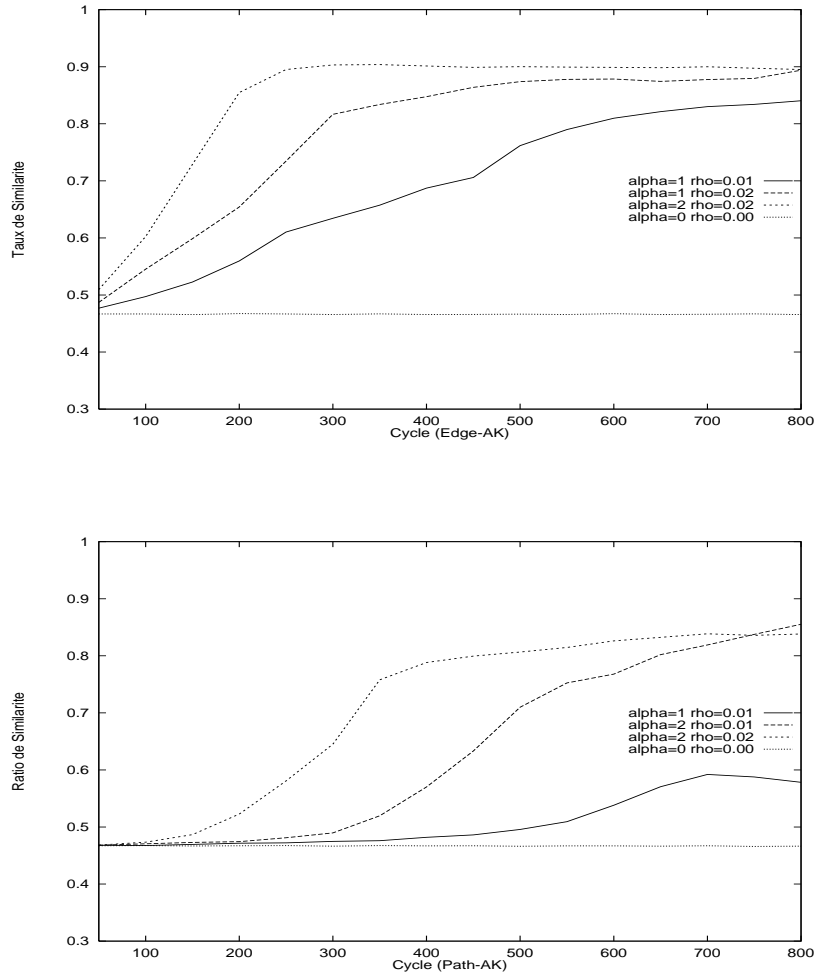 Taux de Similarite
1
0.9
0.8
0.7
0.6
0.5
0.4
0.3
alpha=1 rho=0.01
alpha=1 rho=0.02
alpha=2 rho=0.02
alpha=0 rho=0.00
100 200 300 400 500 600 700 800
Cycle (Edge-AK)
Ratio de Similarite
1
0.9
0.8
0.7
0.6
0.5
0.4
0.3
alpha=1 rho=0.01
alpha=2 rho=0.01
alpha=2 rho=0.02
alpha=0 rho=0.00
100 200 300 400 500 600 700 800
Cycle (Path-AK)